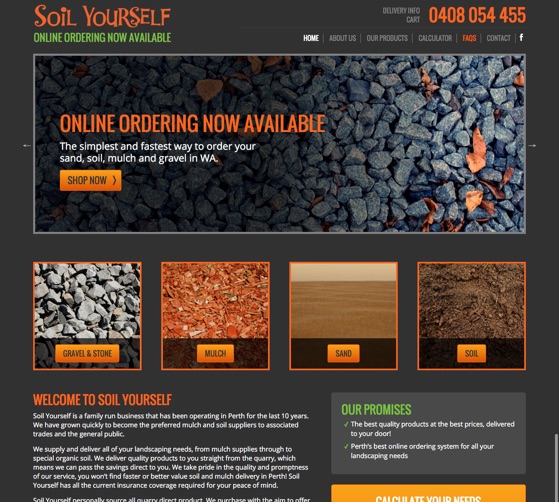 SOIL YOURSELF
ONLINE ORDERING NOW AVAILABLE
DELIVERY INFO
CART
0408 054 455
HOME
ABOUT US
OUR PRODUCTS
CALCULATOR
FAQS
CONTACT
f
ONLINE ORDERING NOW AVAILABLE
The simplest and fastest way to order your
sand, soil, mulch and gravel in WA.
SHOP NOW
GRAVEL & STONE
MULCH
SAND
SOIL
WELCOME TO SOIL YOURSELF
Soil Yourself is a family run business that has been operating in Perth for the last 10 years.
We have grown quickly to become the preferred mulch and soil suppliers to associated
trades and the general public.
We supply and deliver all of your landscaping needs, from mulch supplies through to
special organic soil. We deliver quality products to you straight from the quarry, which
means we can pass the savings direct to you. We take pride in the quality and promptness
of our service, you won't find faster or better value soil and mulch delivery in Perth! Soil
Yourself has all the current insurance coverage required for your peace of mind.
Soil Yourself personally source all quarry direct product. We purchase with the aim to offer
OUR PROMISES
The best quality products at the best prices, delivered
to your door!
Perth's best online ordering system for all your
landscaping needs
CALCULATE YOUR NEEDS